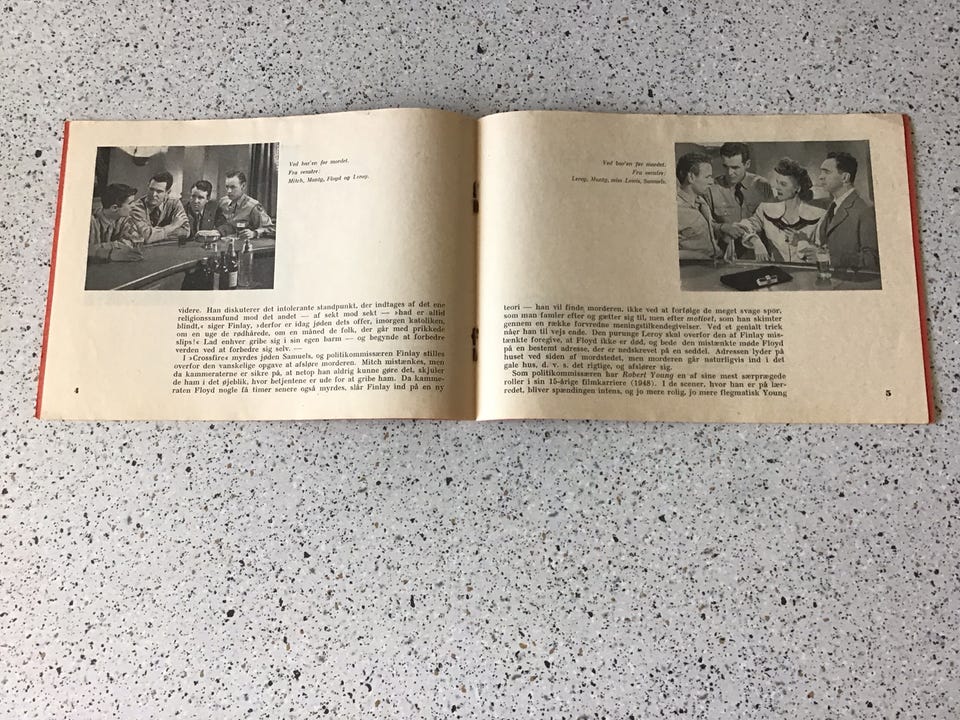 Ved bar'en før mordet.
Fra venstre:
Mitch, Monty, Floyd og Leroy.
videre. Han diskuterer det intolerante standpunkt, der indtages af det ene
religionssamfund mod det andet — af sekt mod sekt — »had er altid
blindt,« siger Finlay, »derfor er idag jøden dets offer, imorgen katoliken,
om en uge de rødhårede, om en måned de folk, der går med prikkede
slips!« Lad enhver gribe sig i sin egen barm — og begynde at forbedre
verden ved at forbedre sig selv. —
I »Crossfire« myrdes jøden Samuels, og politikommissæren Finlay stilles
overfor den vanskelige opgave at afsløre morderen. Mitch mistænkes, men
da kammeraterne er sikre på, at netop han aldrig kunne gøre det, skjuler
de ham i det øjeblik, hvor betjentene er ude for at gribe ham. Da kamme-
raten Floyd nogle få timer senere også myrdes, slår Finlay ind på en ny
4
Ved bar'en før mordet.
Fra venstre:
Leroy, Monty, miss Lewis, Samuels.
teori — han vil finde morderen, ikke ved at forfølge de meget svage spor,
som man famler efter og gætter sig til, men efter motivet, som han skimter
gennem en række forvredne meningstilkendegivelser. Ved et genialt trick
når han til vejs ende. Den purunge Leroy skal overfor den af Finlay mis-
tænkte foregive, at Floyd ikke er død, og bede den mistænkte møde Floyd
på en bestemt adresse, der er nedskrevet på en seddel. Adressen lyder på
huset ved siden af mordstedet, men morderen går naturligvis ind i det
gale hus, d. v. s. det rigtige, og afslører sig.
Som politikommissæren har Robert Young en af sine mest særprægede
roller i sin 15-årige filmkarriere (1948). I de scener, hvor han er på lær-
redet, bliver spændingen intens, og jo mere rolig, jo mere flegmatisk Young
5